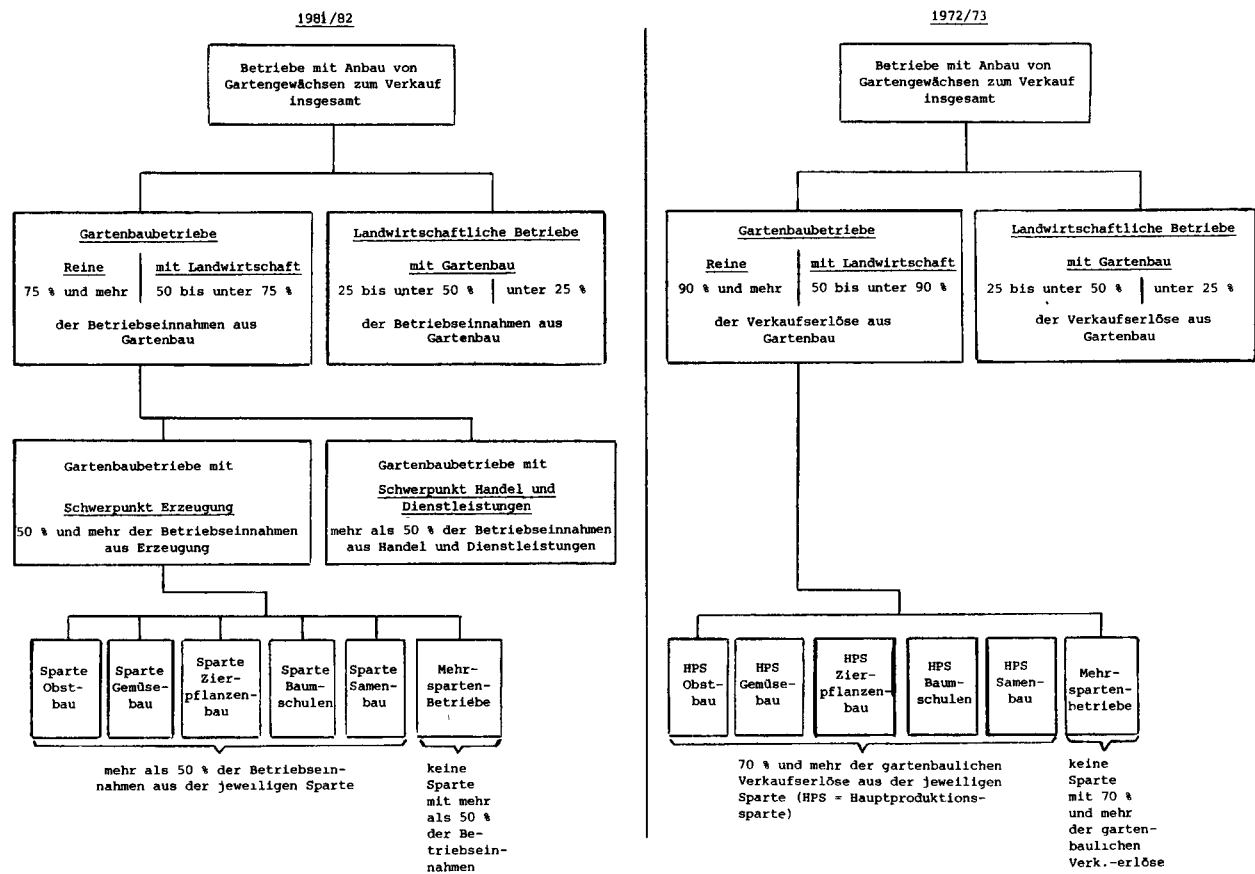 1981/82
Betriebe mit Anbau von
Gartengewächsen zum Verkauf
insgesamt
Gartenbaubetriebe
Reine
mit Landwirtschaft
75 % und mehr
50 bis unter 75 %
der Betriebseinnahmen aus
Gartenbau
Landwirtschaftliche Betriebe
mit Gartenbau
25 bis unter 50 %
unter 25 %
der Betriebseinnahmen aus
Gartenbau
Gartenbaubetriebe mit
Schwerpunkt Erzeugung
50 % und mehr der Betriebseinnahmen
aus Erzeugung
Gartenbaubetriebe mit
Schwerpunkt Handel und
Dienstleistungen
mehr als 50 % der Betriebseinnahmen
aus Handel und Dienstleistungen
Sparte
Obst-
bau
Sparte
Gemüse-
bau
Sparte
Zier-
pflanzen-
bau
Sparte
Baum-
schulen
Sparte
Samen-
bau
Mehr-
sparten-
Betriebe
mehr als 50 % der Betriebsein-
nahmen aus der jeweiligen Sparte
keine
Sparte
mit mehr
als 50 %
der Be-
triebsein-
nahmen
1972/73
Betriebe mit Anbau von
Gartengewächsen zum Verkauf
insgesamt
Gartenbaubetriebe
Reine
mit Landwirtschaft
90 % und mehr
50 bis unter 90 %
der Verkaufserlöse aus
Gartenbau
Landwirtschaftliche Betriebe
mit Gartenbau
25 bis unter 50 %
unter 25 %
der Verkaufserlöse aus
Gartenbau
HPS
Obst-
bau
HPS
Gemüse-
bau
HPS
Zier-
pflanzen-
bau
HPS
Baum-
schulen
HPS
Samen-
bau
Mehr-
sparten-
betriebe
70 % und mehr der gartenbaulichen
Verkaufserlöse aus der jeweiligen
Sparte (HPS = Hauptproduktions-
sparte)
keine
Sparte
mit 70 %
und mehr
der garten-
baulichen
Verk.-erlöse